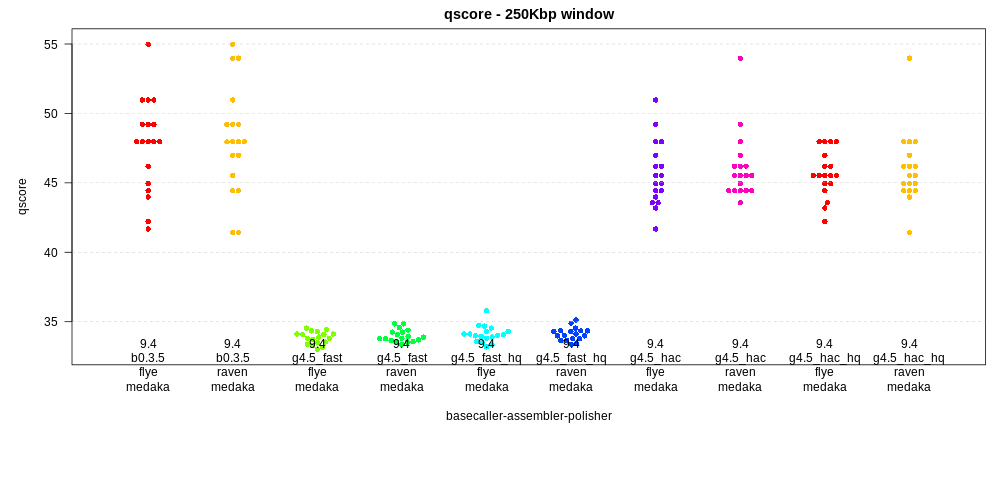 qscore - 250Kbp window
55
50
45
40
35
qscore
9.4 9.4 9.4 9.4 9.4 9.4 9.4 9.4 9.4 9.4
b0.3.5 b0.3.5 g4.5_fast g4.5_fast g4.5_fast_hq g4.5_fast_hq g4.5_hac g4.5_hac g4.5_hac_hq g4.5_hac_hq
flye raven flye raven flye raven flye raven flye raven
medaka medaka medaka medaka medaka medaka medaka medaka medaka medaka
basecaller-assembler-polisher